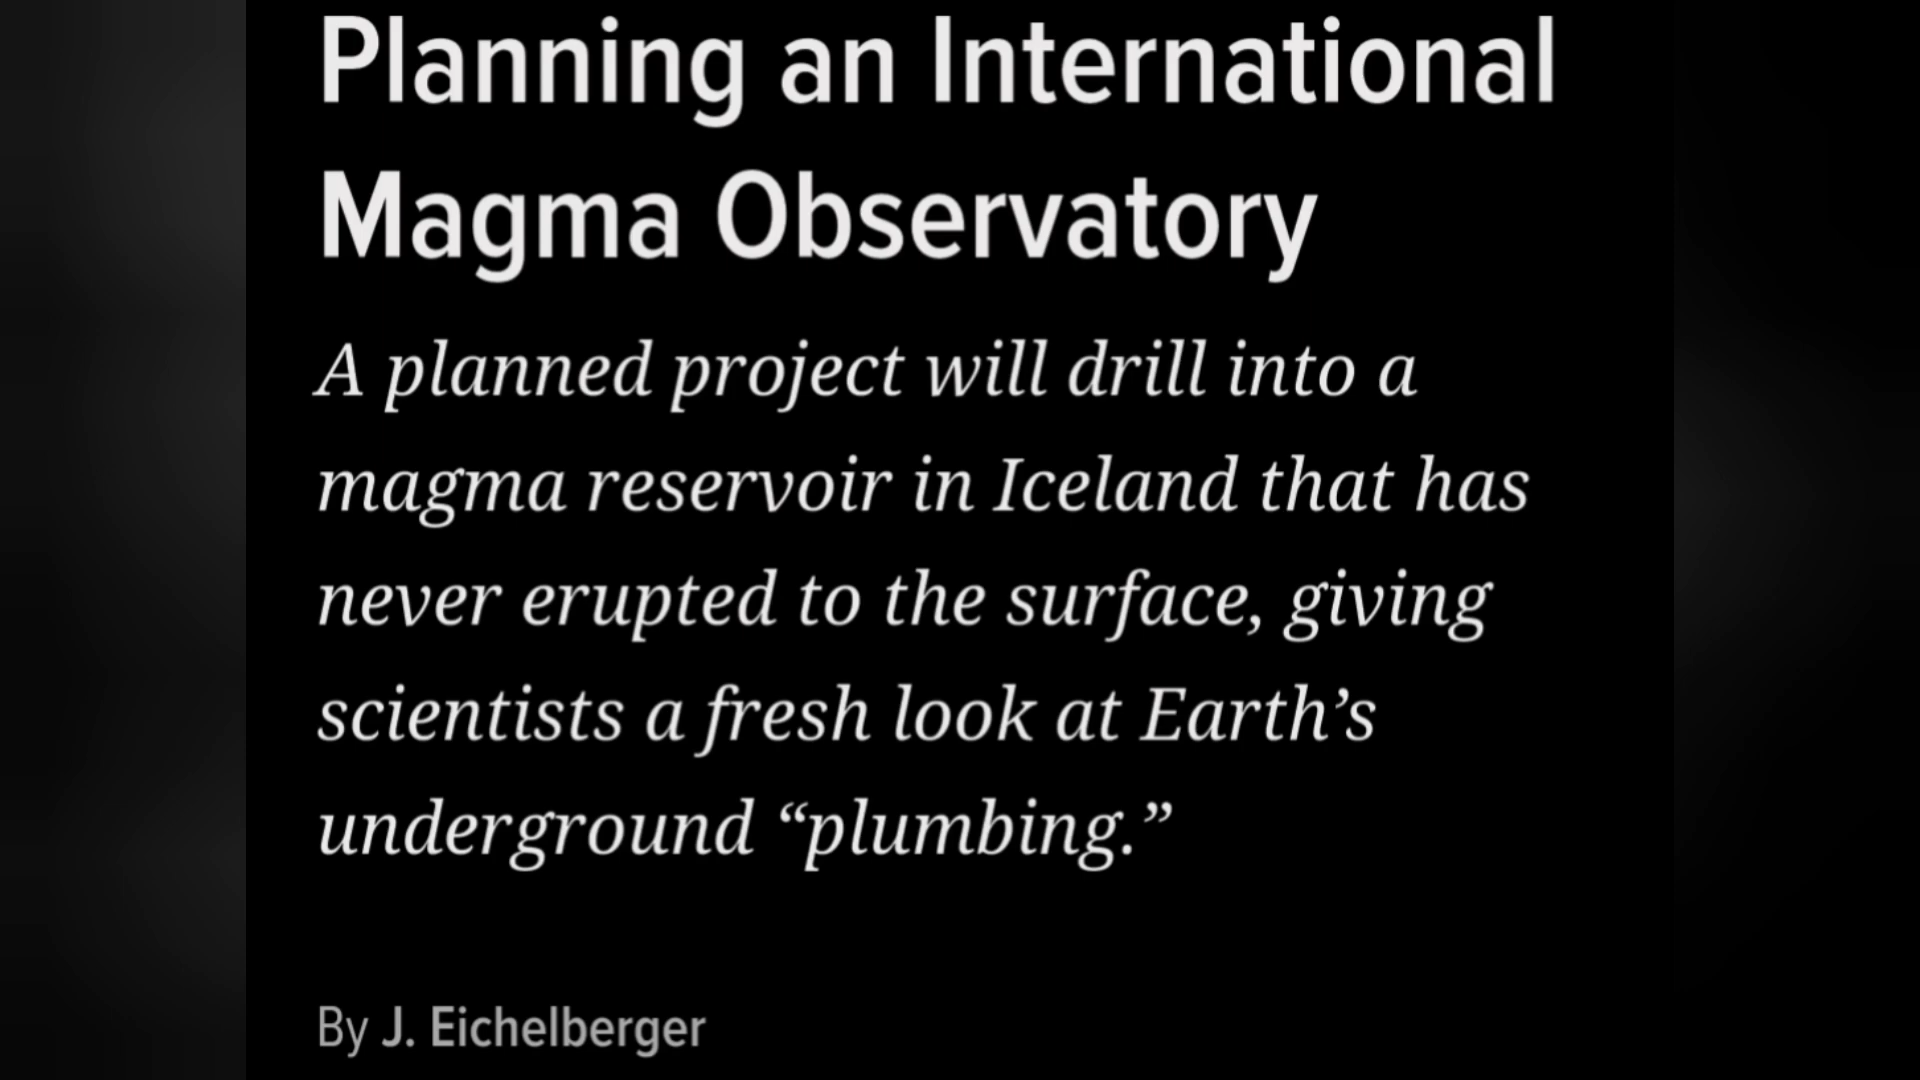 Planning an International
Magma Observatory
A planned project will drill into a
magma reservoir in Iceland that has
never erupted to the surface, giving
scientists a fresh look at Earth’s
underground “plumbing.”
By J. Eichelberger